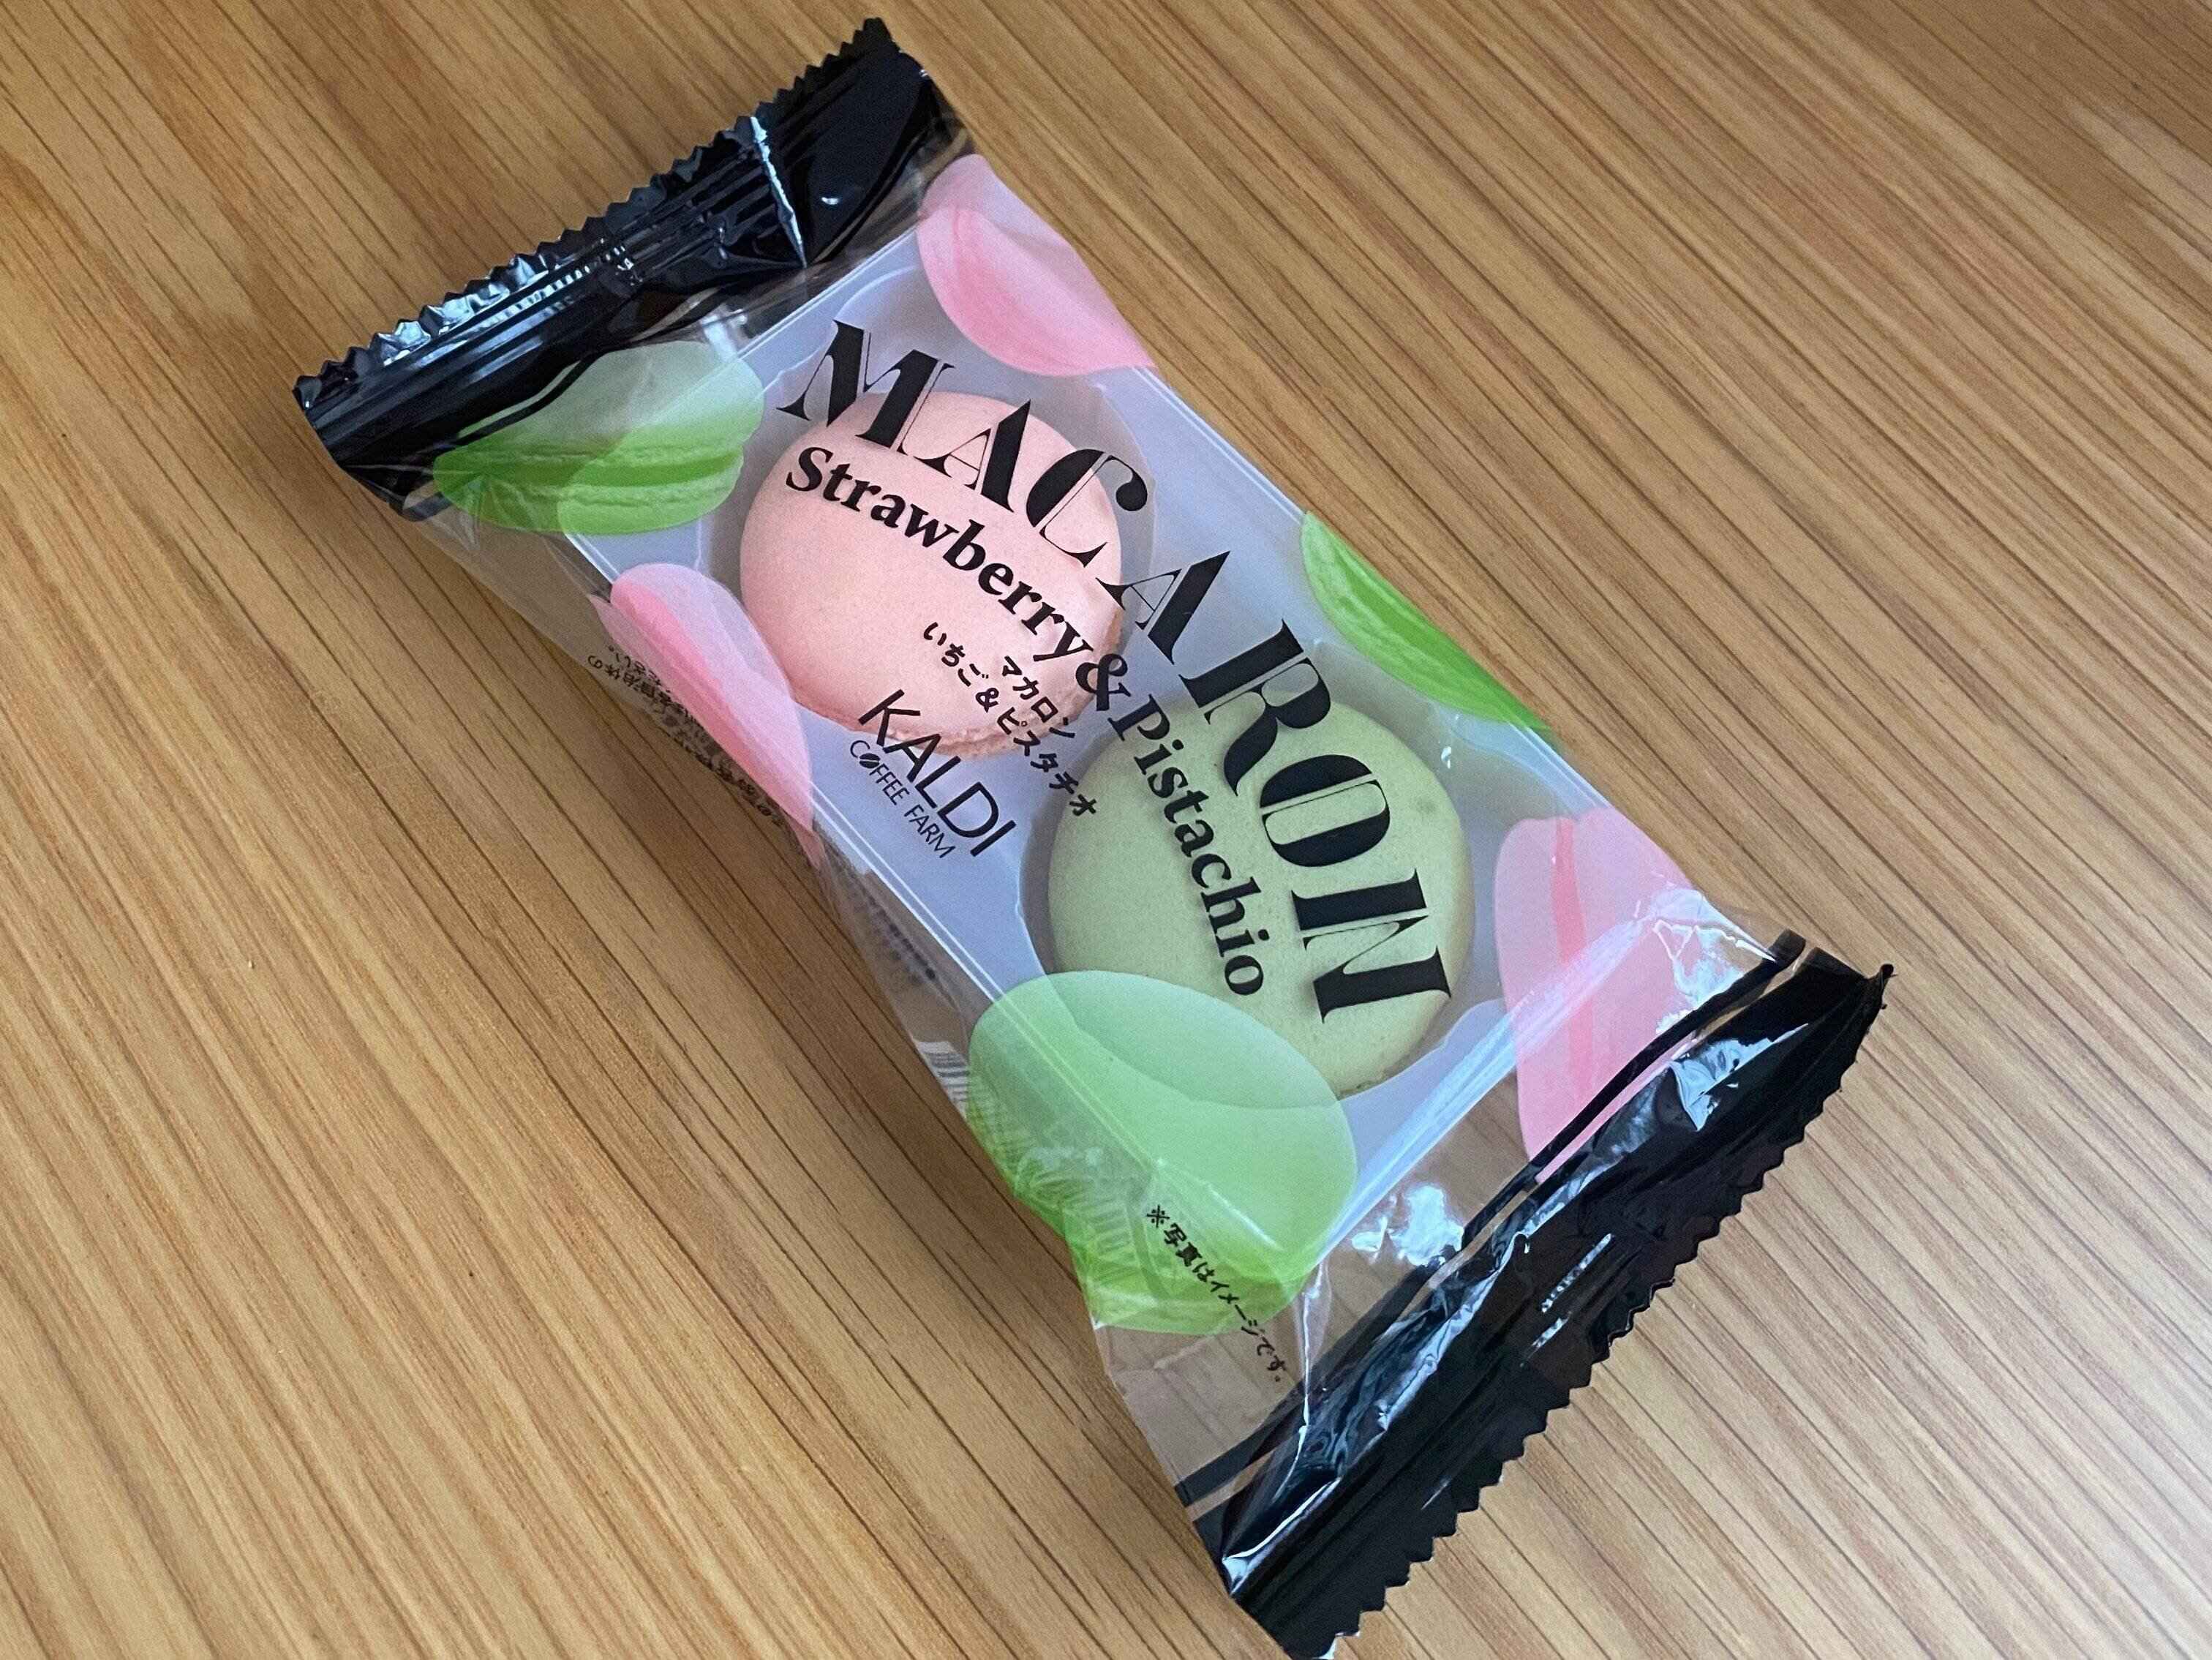 MACARON
Strawberry&Pistachio
マカロン
いちご&ピスタチオ
KALDI
COFFEE FARM
※写真はイメージです。